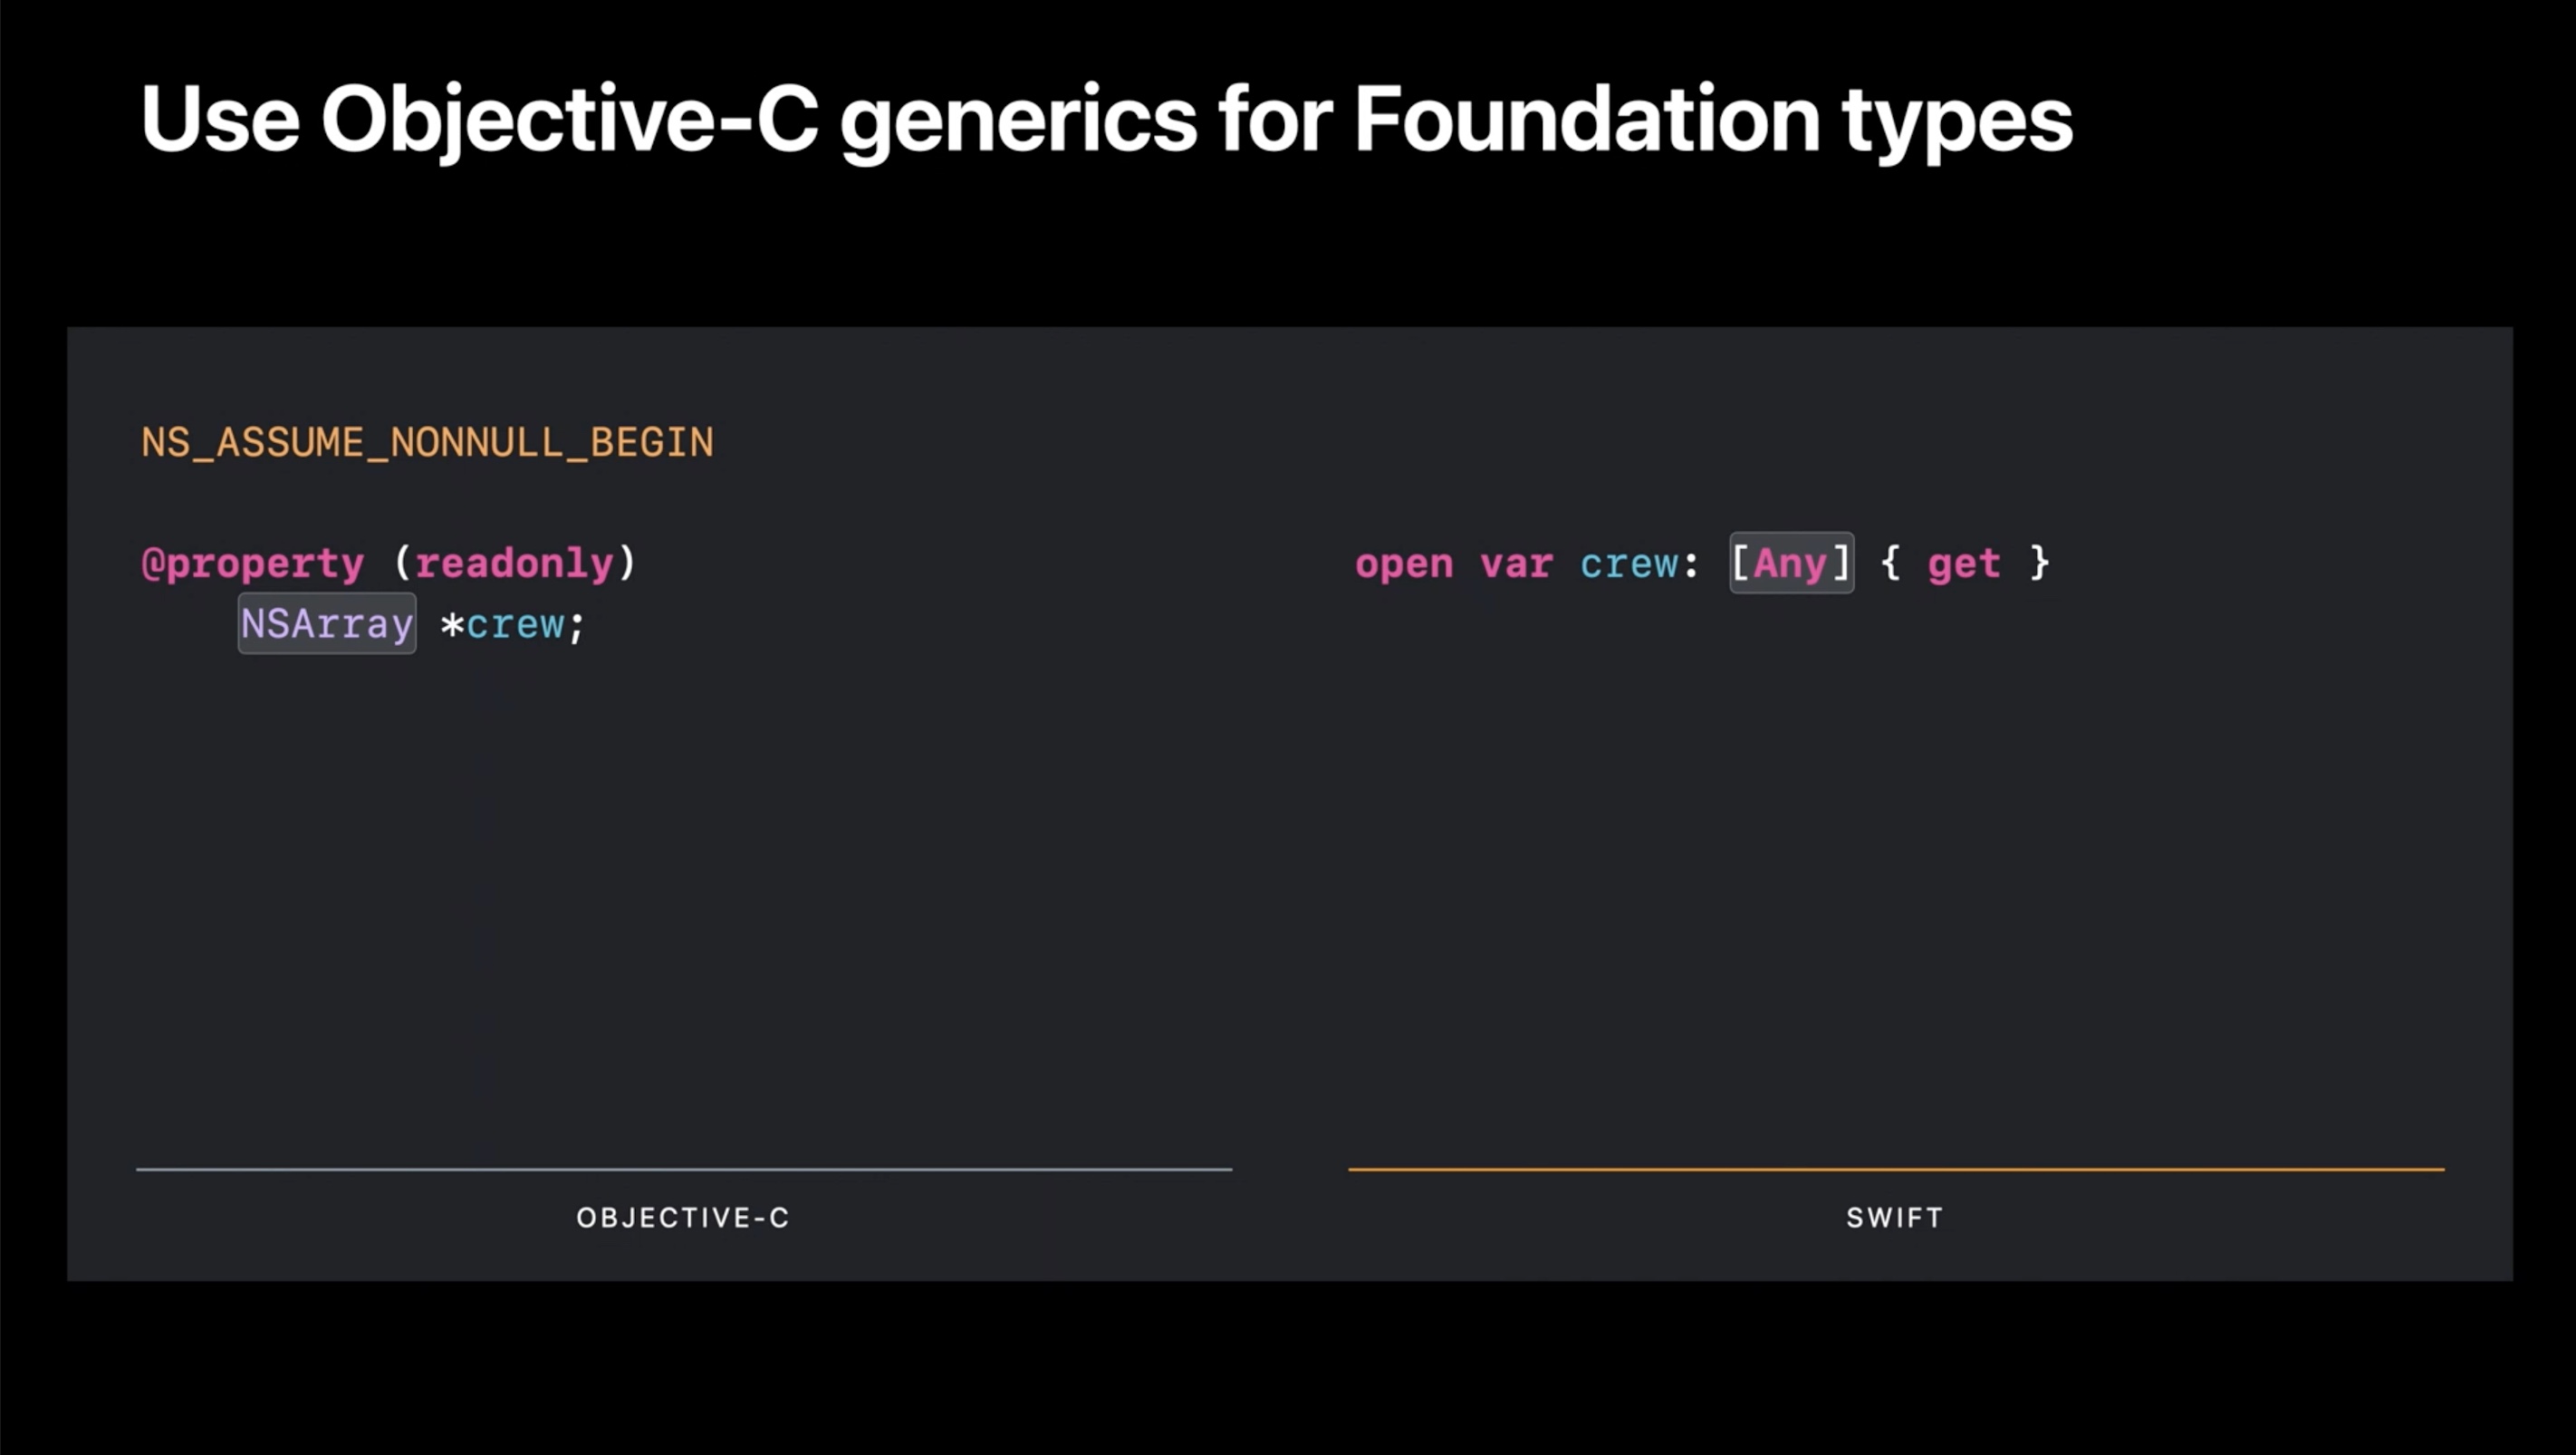 Use Objective-C generics for Foundation types
NS_ASSUME_NONNULL_BEGIN
@property (readonly)
    NSArray *crew;
open var crew: [Any] { get }
OBJECTIVE-C
SWIFT